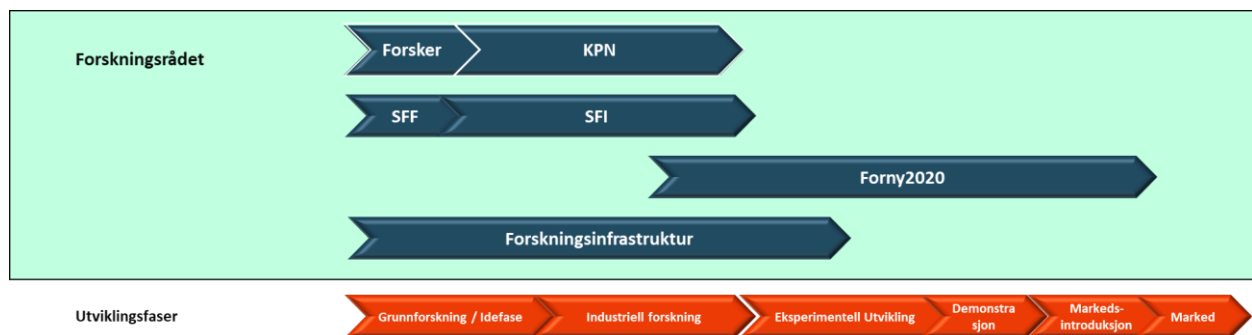 Forskningsrådet
Forsker
KPN
SFF
SFI
Forny2020
Forskningsinfrastruktur
Utviklingsfaser
Grunnforskning / Idefase
Industriell forskning
Eksperimentell Utvikling
Demonstra
sjon
Markeds-
introduksjon
Marked